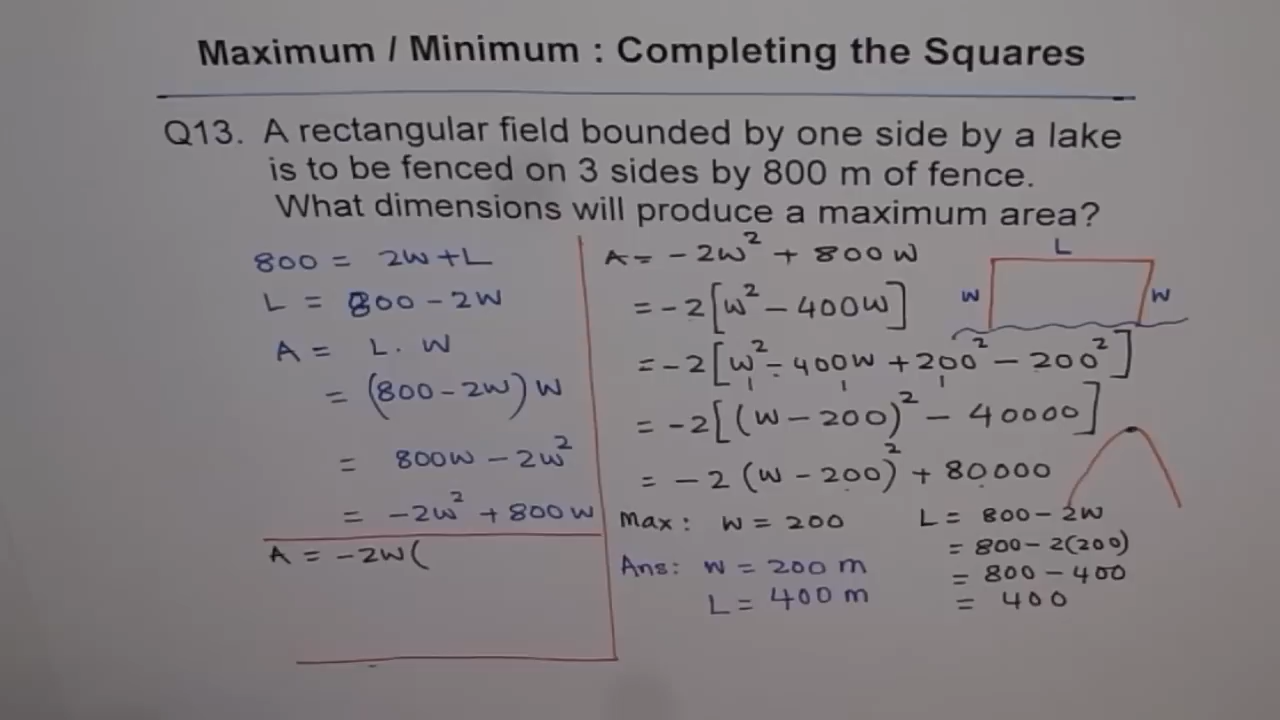 Maximum / Minimum : Completing the Squares
Q13. A rectangular field bounded by one side by a lake
is to be fenced on 3 sides by 800 m of fence.
What dimensions will produce a maximum area?
800 = 2W + L
L = 800 - 2W
A = L . W
= (800 - 2W) W
= 800W - 2W²
= -2W² + 800W
A = -2W (
A = -2W² + 800W
= -2[W² - 400W]
= -2[W² - 400W + 200² - 200²]
= -2[(W - 200)² - 40000]
= -2 (W - 200)² + 80000
Max : W = 200
Ans: W = 200 m
L = 400 m
L
W W
L = 800 - 2W
= 800 - 2(200)
= 800 - 400
= 400